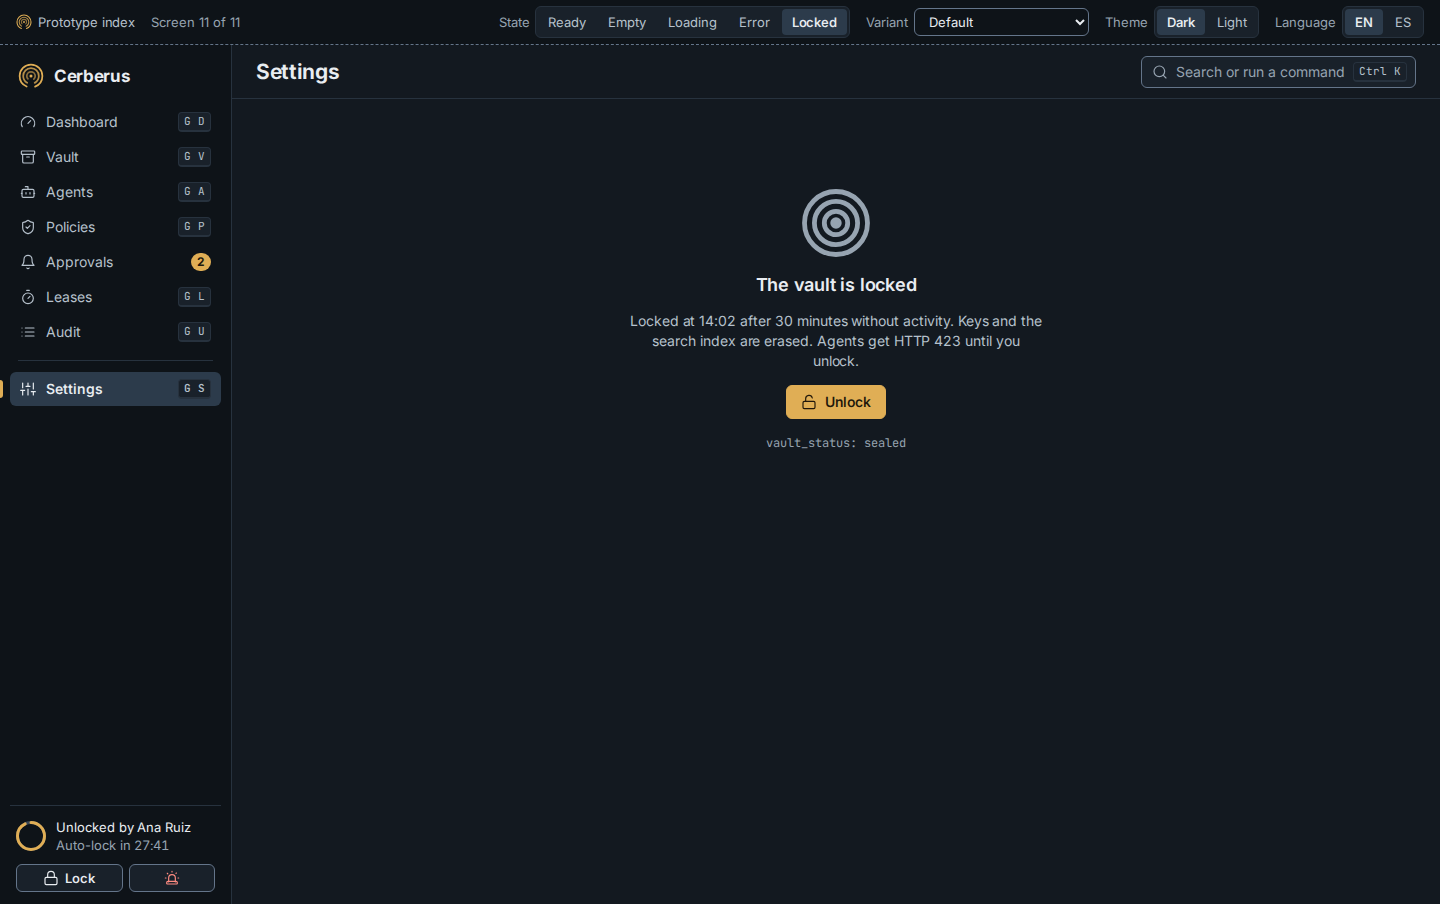 Prototype index Screen 11 of 11 State Ready Empty Loading Error Locked Variant Default Theme Dark Light Language EN ES
Cerberus
Settings
Search or run a command Ctrl K
Dashboard G D
Vault G V
Agents G A
Policies G P
Approvals 2
Leases G L
Audit G U
Settings G S
The vault is locked
Locked at 14:02 after 30 minutes without activity. Keys and the
search index are erased. Agents get HTTP 423 until you
unlock.
Unlock
vault_status: sealed
Unlocked by Ana Ruiz
Auto-lock in 27:41
Lock